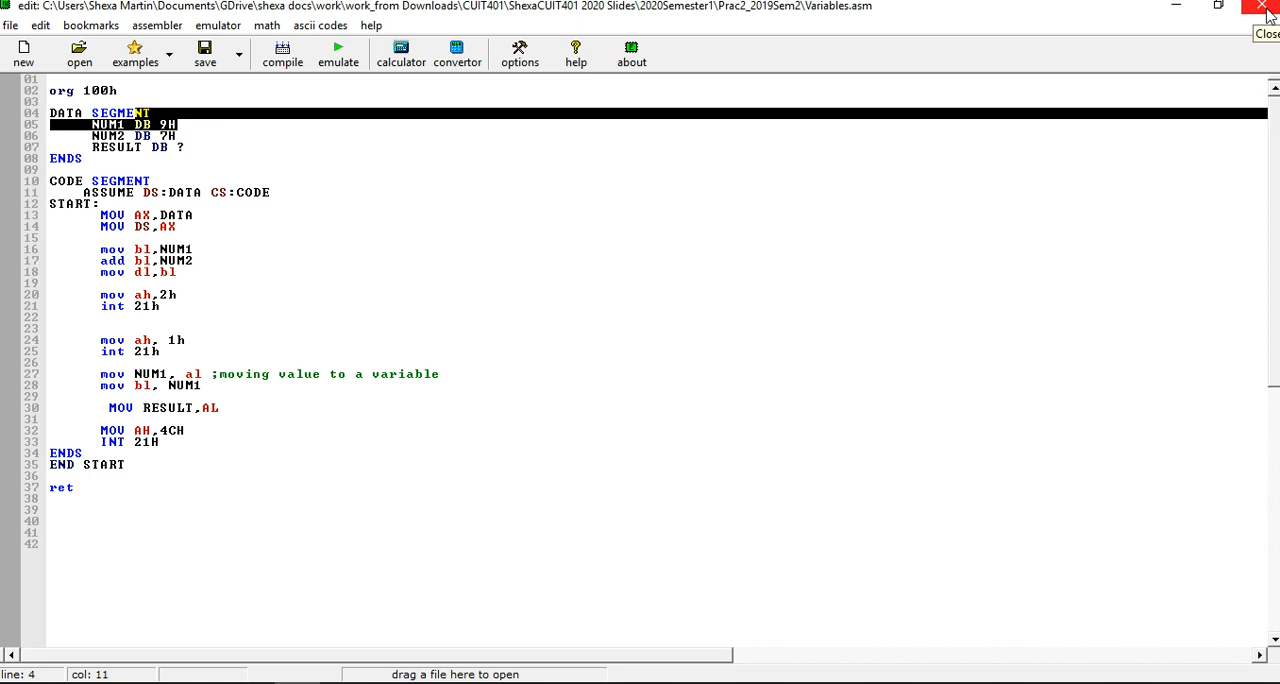 edit: C:\Users\Shexa Martin\Documents\GDrive\shexa docs\work\work_from Downloads\CUIT401\ShexaCUIT401 2020 Slides\2020Semester1\Prac2_2019Sem2\Variables.asm
Close
file edit bookmarks assembler emulator math ascii codes help
new open examples save compile emulate calculator convertor options help about
01
02 org 100h
03
04 DATA SEGMENT
05 NUM1 DB 9H
06 NUM2 DB 7H
07 RESULT DB ?
08 ENDS
09
10 CODE SEGMENT
11 ASSUME DS:DATA CS:CODE
12 START:
13 MOV AX,DATA
14 MOV DS,AX
15
16 mov bl,NUM1
17 add bl,NUM2
18 mov dl,bl
19
20 mov ah,2h
21 int 21h
22
23
24 mov ah, 1h
25 int 21h
26
27 mov NUM1, al ;moving value to a variable
28 mov bl, NUM1
29
30 MOV RESULT,AL
31
32 MOV AH,4CH
33 INT 21H
34 ENDS
35 END START
36
37 ret
38
39
40
41
42
line: 4 col: 11 drag a file here to open